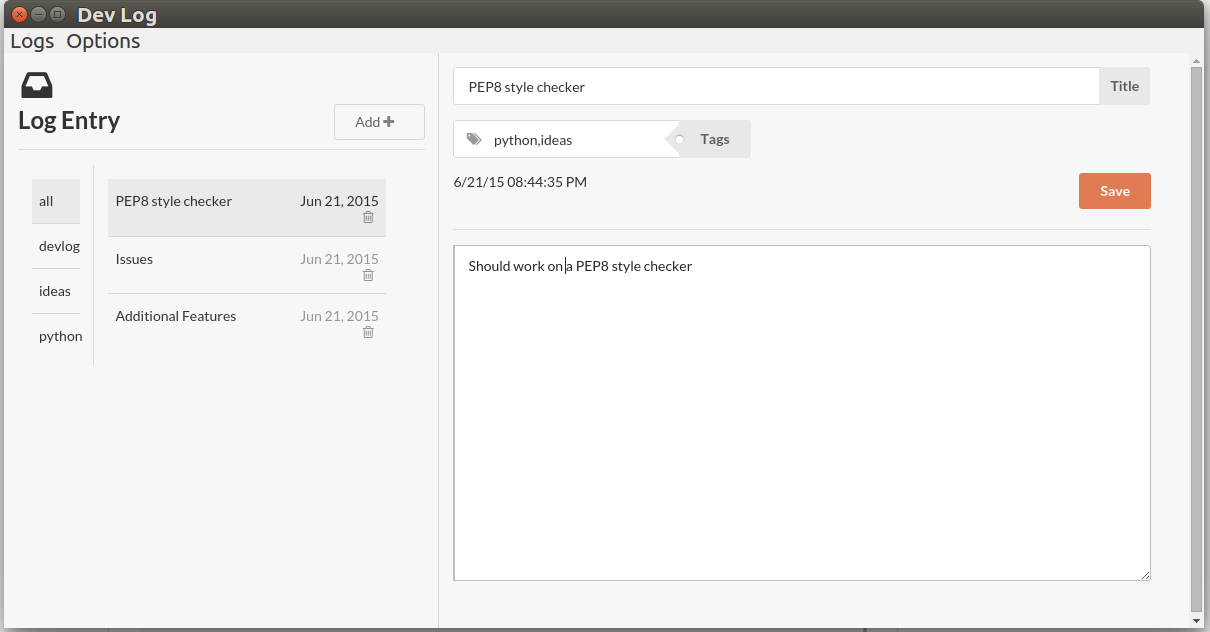 Dev Log
Logs Options
Log Entry
Add
all
devlog
ideas
python
PEP8 style checker Jun 21, 2015
Issues Jun 21, 2015
Additional Features Jun 21, 2015
PEP8 style checker Title
python,ideas Tags
6/21/15 08:44:35 PM
Save
Should work on a PEP8 style checker